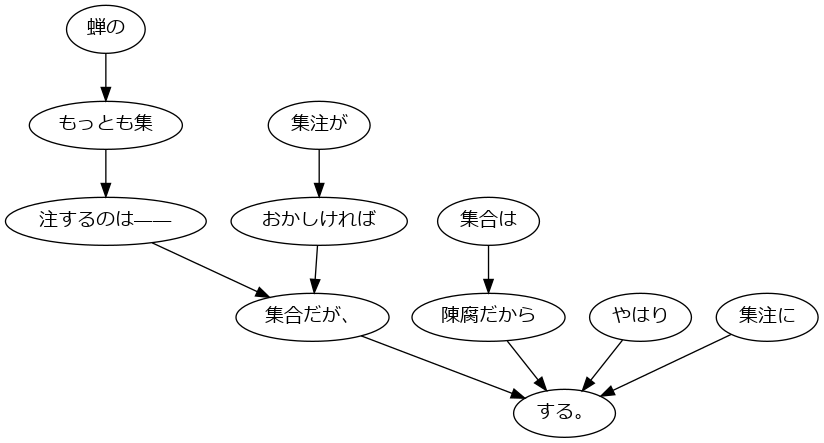 蝉の
もっとも集
集注が
注するのは——
おかしければ
集合は
集合だが、
陳腐だから
やはり
集注に
する。